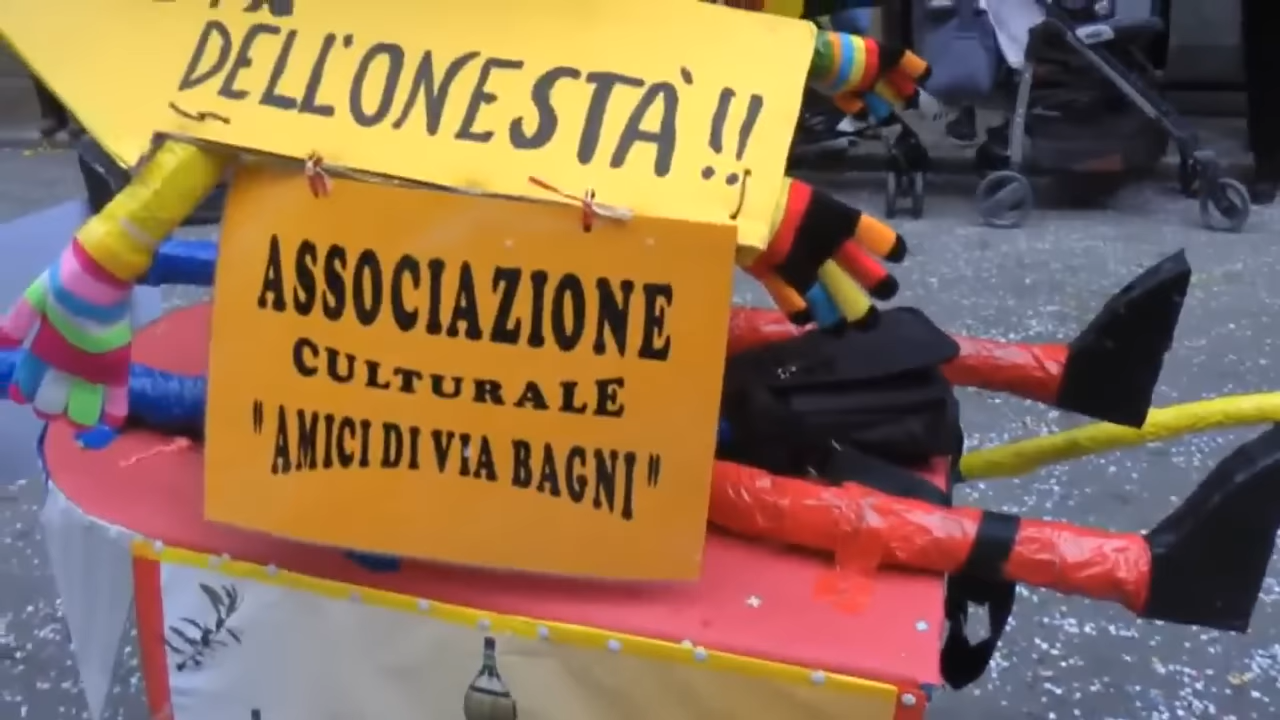 DELL'ONESTÀ!!
ASSOCIAZIONE
CULTURALE
"AMICI DI VIA BAGNI"